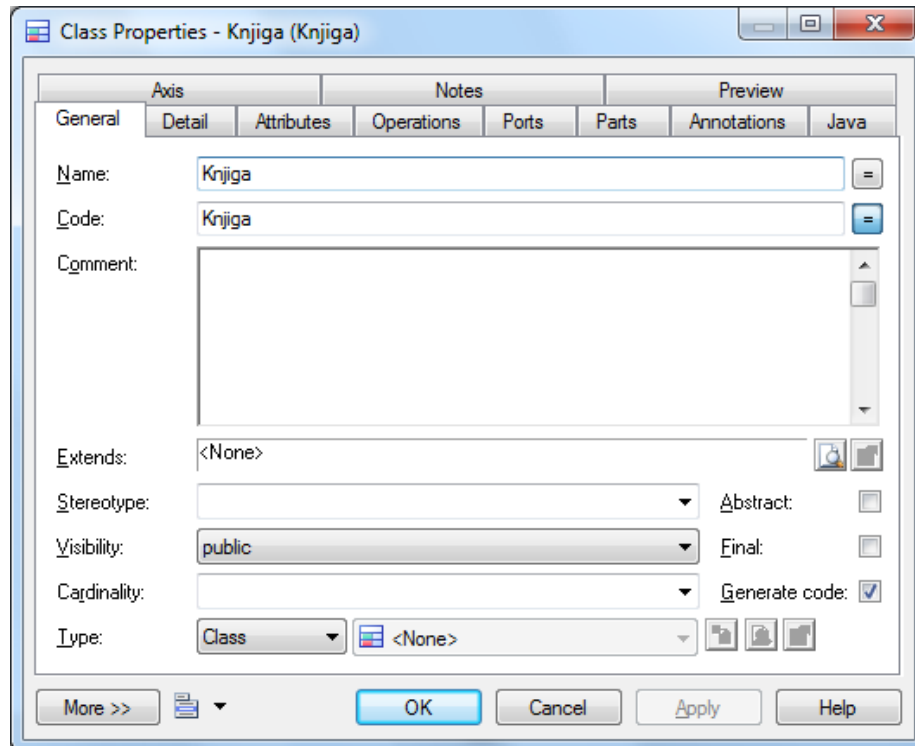 Class Properties - Knjiga (Knjiga)
Axis Notes Preview
General Detail Attributes Operations Ports Parts Annotations Java
Name: Knjiga =
Code: Knjiga =
Comment:
Extends: <None>
Stereotype: Abstract:
Visibility: public Final:
Cardinality: Generate code:
Type: Class <None>
More >> OK Cancel Apply Help